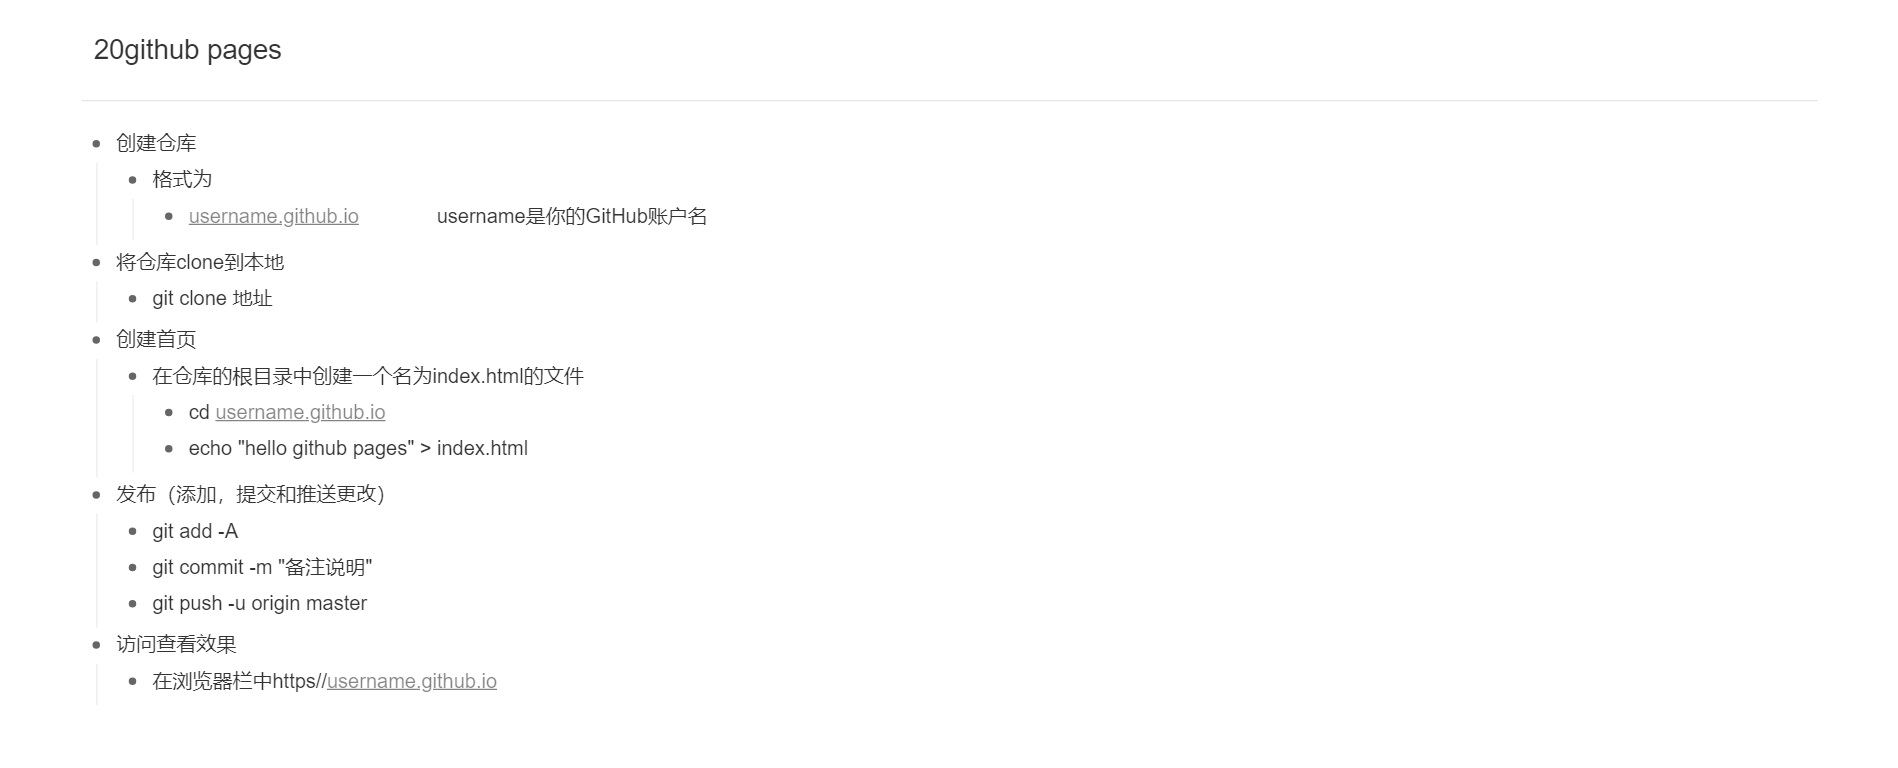 20github pages
创建仓库
格式为
username.github.io username是你的GitHub账户名
将仓库clone到本地
git clone 地址
创建首页
在仓库的根目录中创建一个名为index.html的文件
cd username.github.io
echo "hello github pages" > index.html
发布（添加，提交和推送更改）
git add -A
git commit -m "备注说明"
git push -u origin master
访问查看效果
在浏览器栏中https//username.github.io